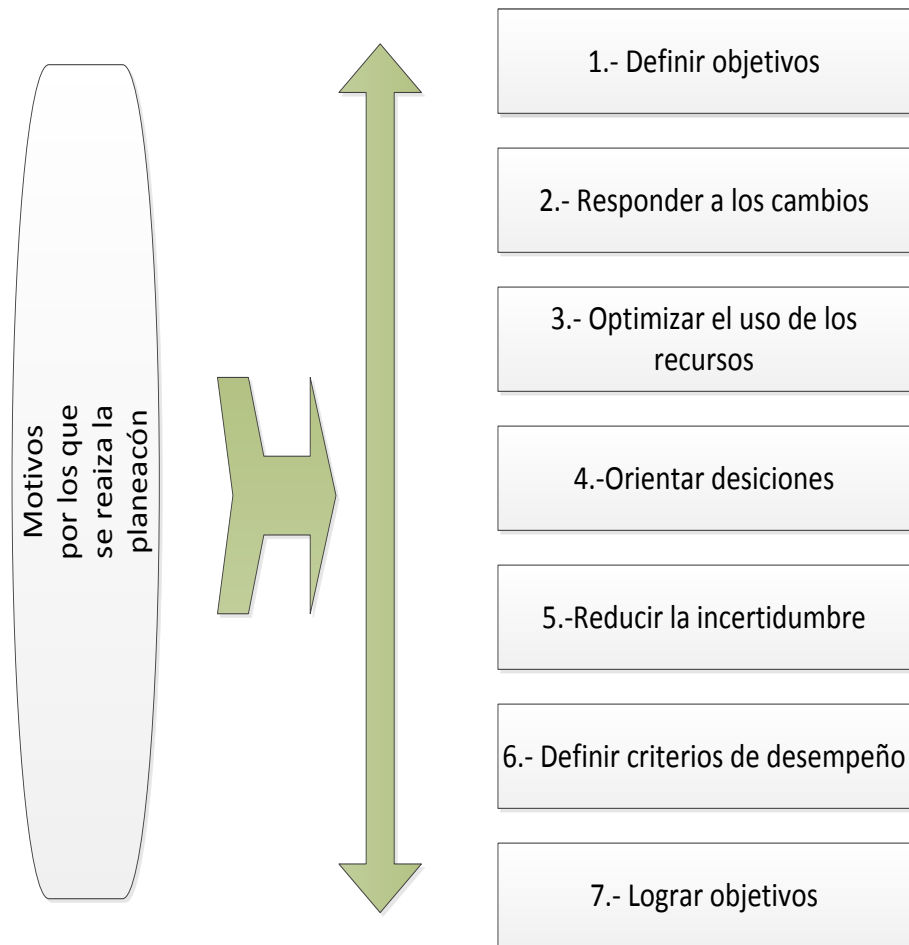 Motivos
por los que
se reaiza la
planeacón
1.- Definir objetivos
2.- Responder a los cambios
3.- Optimizar el uso de los
recursos
4.-Orientar desiciones
5.-Reducir la incertidumbre
6.- Definir criterios de desempeño
7.- Lograr objetivos